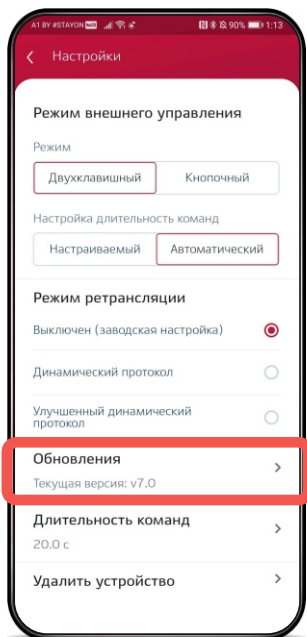 A1 BY #STAYON 90% 1:13
Настройки
Режим внешнего управления
Режим
Двухклавишный Кнопочный
Настройка длительность команд
Настраиваемый Автоматический
Режим ретрансляции
Выключен (заводская настройка)
Динамический протокол
Улучшенный динамический
протокол
Обновления
Текущая версия: v7.0
Длительность команд
20.0 с
Удалить устройство